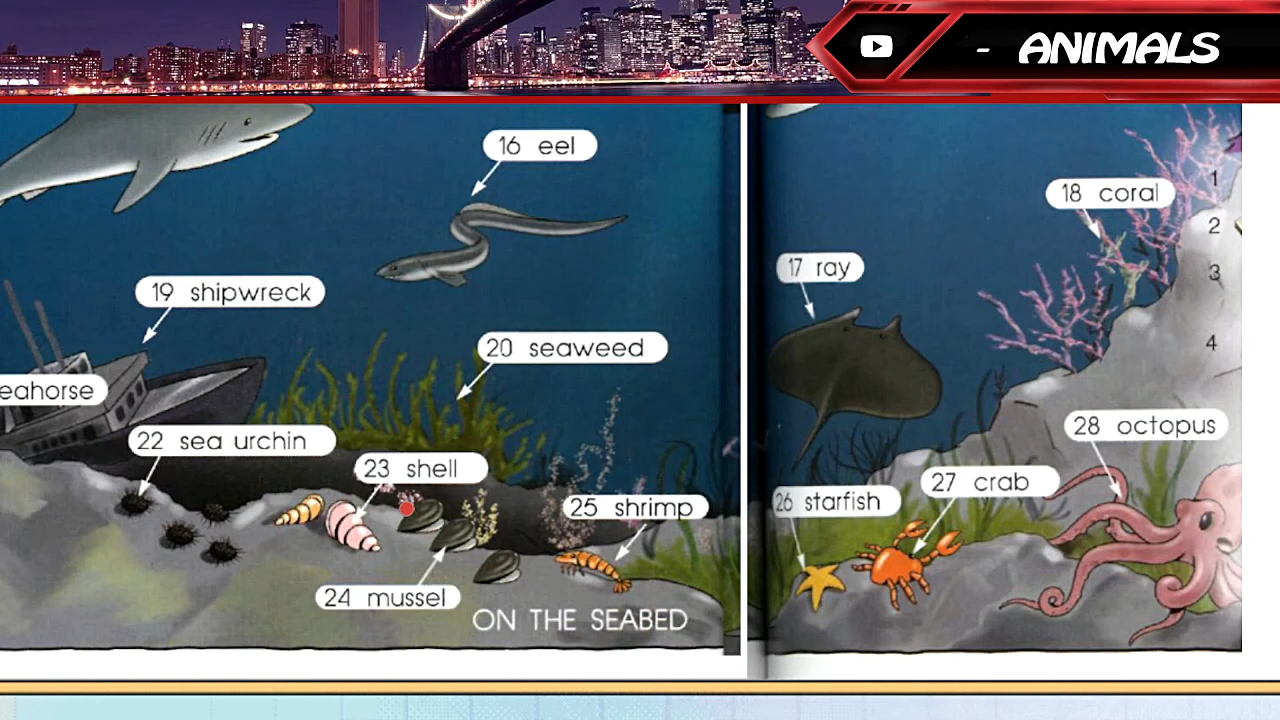 - ANIMALS
16 eel
18 coral
1
2
17 ray
3
19 shipwreck
20 seaweed
4
eahorse
22 sea urchin
28 octopus
23 shell
27 crab
25 shrimp
26 starfish
24 mussel
ON THE SEABED